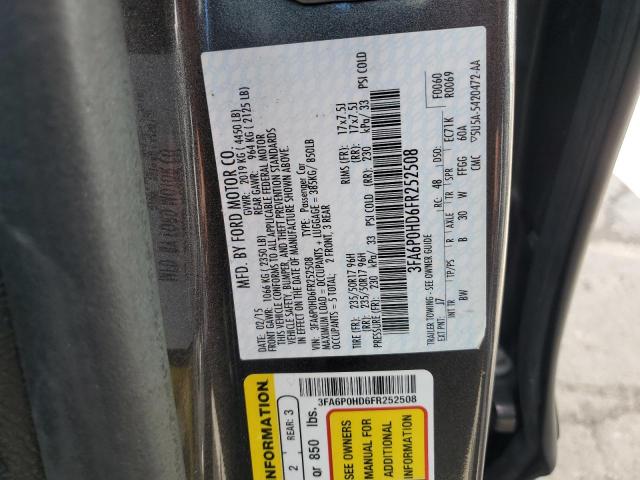 MFD. BY FORD MOTOR CO.
DATE: 02/15 GVWR: 2019 KG ( 4450 LB)
FRONT GAWR: 1066 KG ( 2350 LB) REAR GAWR: 964 KG ( 2125 LB)
THIS VEHICLE CONFORMS TO ALL APPLICABLE FEDERAL MOTOR
VEHICLE SAFETY, BUMPER, AND THEFT PREVENTION STANDARDS
IN EFFECT ON THE DATE OF MANUFACTURE SHOWN ABOVE.
VIN: 3FA6P0HD6FR252508 TYPE: Passenger Car
MAXIMUM LOAD = OCCUPANTS + LUGGAGE = 385KG/ 850LB
OCCUPANTS = 5 TOTAL: 2 FRONT, 3 REAR
TIRE (FR): 235/50R17 96H RIMS (FR): 17x7.5J
(RR): 235/50R17 96H (RR): 17x7.5J
PRESSURE (FR): 230 kPa/ 33 PSI COLD (RR): 230 kPa/ 33 PSI COLD
3FA6P0HD6FR252508
F0060
R0069
TRAILER TOWING - SEE OWNER GUIDE
J7 RC: 48 DSO: EC71K
INT TR TP/PS R AXLE TR SPR 60A
BW B 30 W FFGG CMC ▽5U5A-5420472-AA
INFORMATION
2 REAR: 3
or 850 lbs.
3FA6P0HD6FR252508
SEE OWNERS
MANUAL FOR
ADDITIONAL
INFORMATION